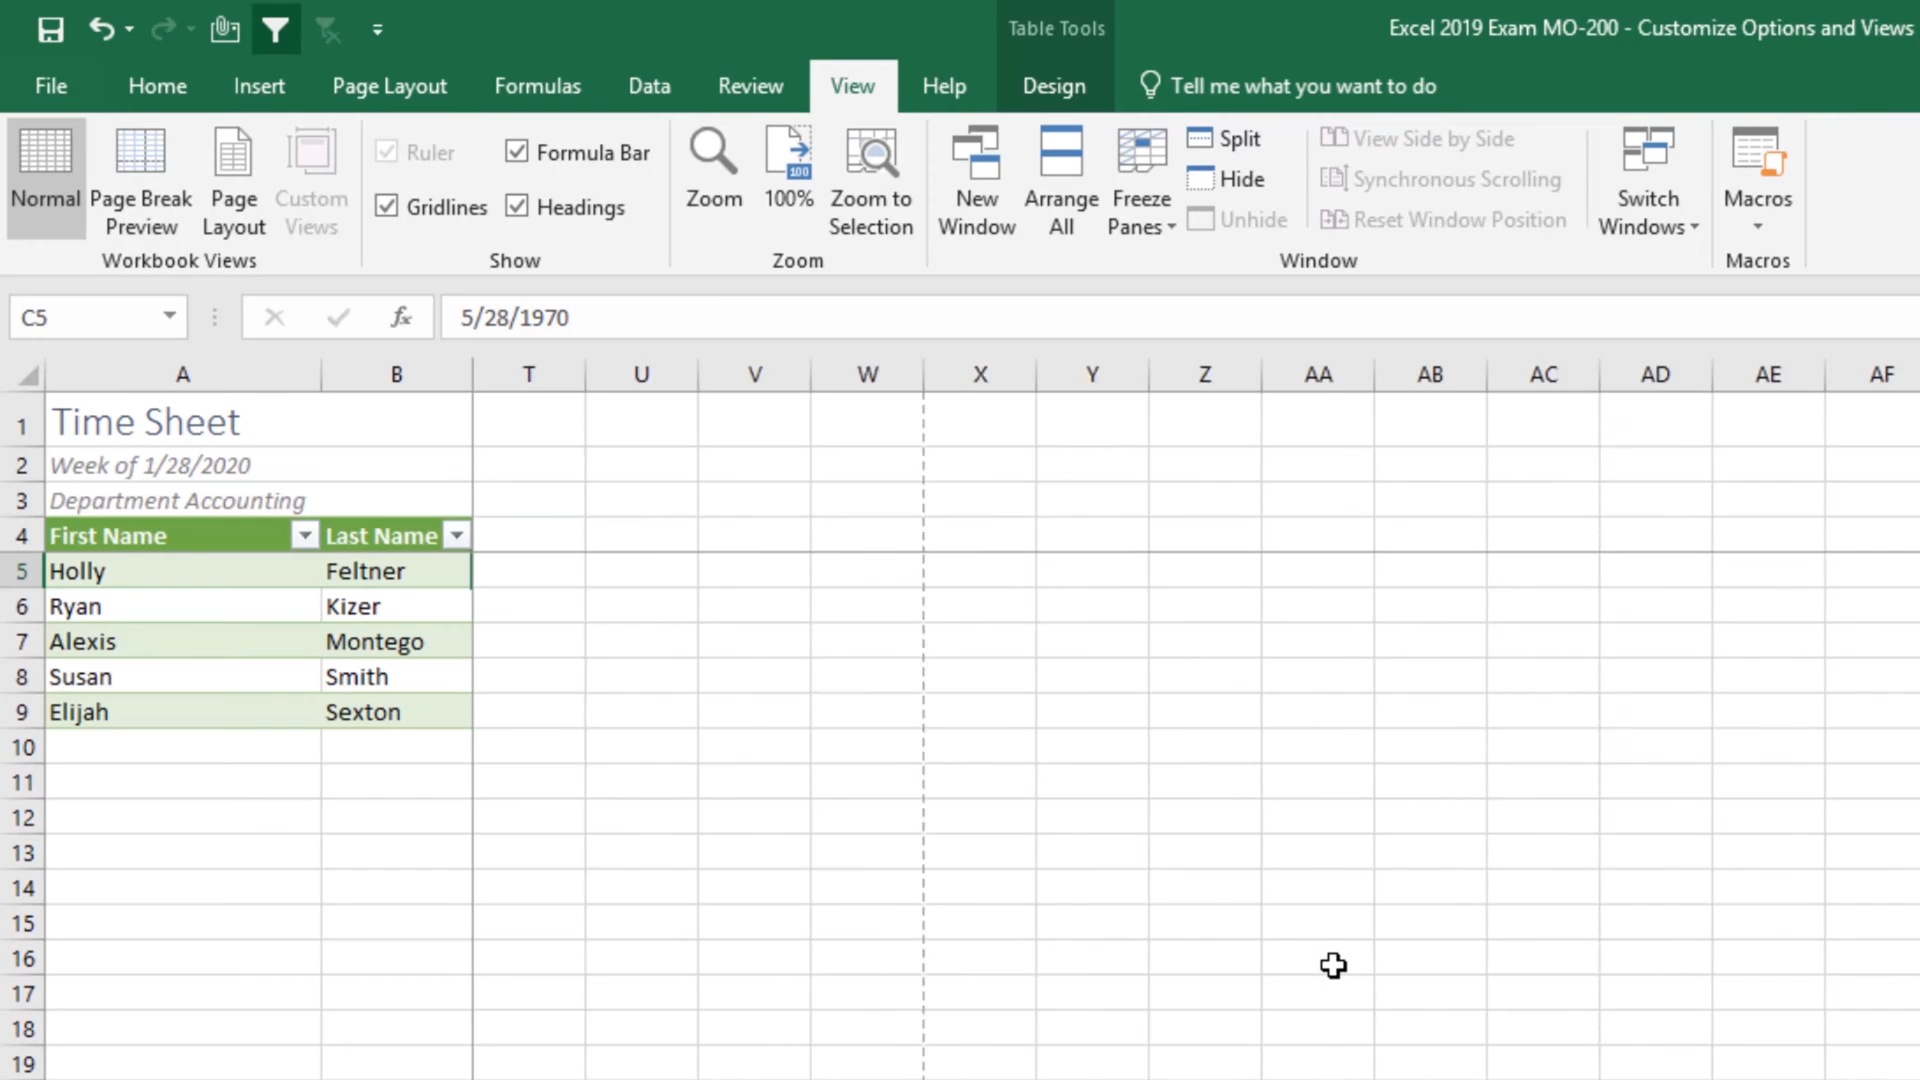 Table Tools
Excel 2019 Exam MO-200 - Customize Options and Views
File Home Insert Page Layout Formulas Data Review View Help Design Tell me what you want to do
Normal
Page Break Preview
Page Layout
Custom Views
Workbook Views
Ruler
Formula Bar
Gridlines
Headings
Show
Zoom
100
100%
Zoom to Selection
Zoom
New Window
Arrange All
Freeze Panes
Split
Hide
Unhide
View Side by Side
Synchronous Scrolling
Reset Window Position
Switch Windows
Window
Macros
Macros
C5 fx 5/28/1970
A B T U V W X Y Z AA AB AC AD AE AF
1 Time Sheet
2 Week of 1/28/2020
3 Department Accounting
4 First Name Last Name
5 Holly Feltner
6 Ryan Kizer
7 Alexis Montego
8 Susan Smith
9 Elijah Sexton
10
11
12
13
14
15
16
17
18
19